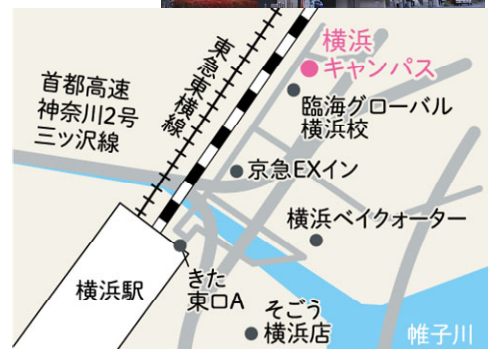 横浜
キャンパス
東急東横線
首都高速
神奈川2号
三ッ沢線
臨海グローバル
横浜校
京急EXイン
横浜ベイクォーター
横浜駅
きた
東口A
そごう
横浜店
帷子川